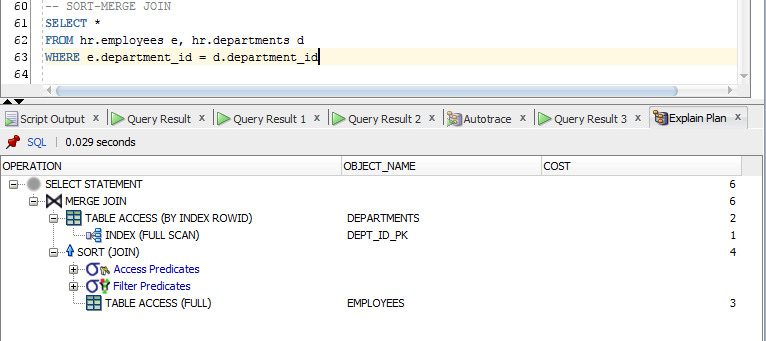 60 -- SORT-MERGE JOIN
61 SELECT *
62 FROM hr.employees e, hr.departments d
63 WHERE e.department_id = d.department_id
64
Script Output x Query Result x Query Result 1 x Query Result 2 x Autotrace x Query Result 3 x Explain Plan x
SQL | 0.029 seconds
OPERATION OBJECT_NAME COST
SELECT STATEMENT 6
MERGE JOIN 6
TABLE ACCESS (BY INDEX ROWID) DEPARTMENTS 2
INDEX (FULL SCAN) DEPT_ID_PK 1
SORT (JOIN) 4
Access Predicates
Filter Predicates
TABLE ACCESS (FULL) EMPLOYEES 3